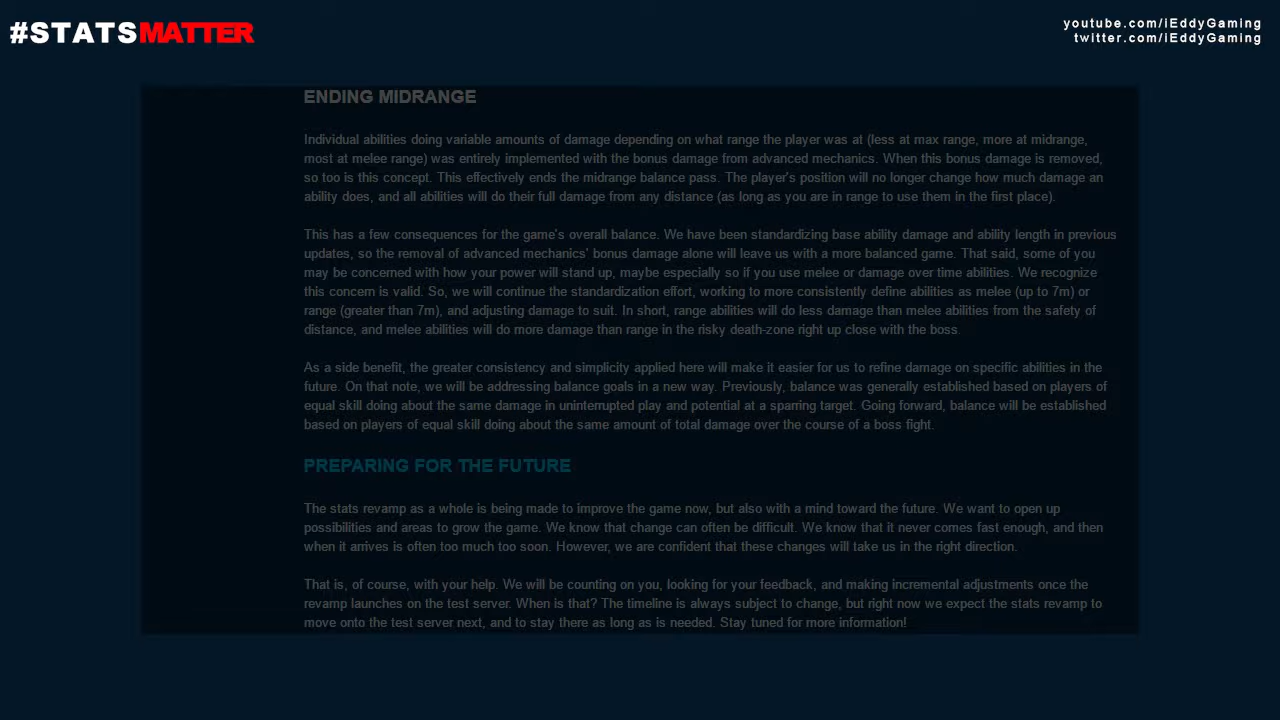 #STATSMATTER
youtube.com/iEddyGaming
twitter.com/iEddyGaming
ENDING MIDRANGE
Individual abilities doing variable amounts of damage depending on what range the player was at (less at max range, more at midrange,
most at melee range) was entirely implemented with the bonus damage from advanced mechanics. When this bonus damage is removed,
so too is this concept. This effectively ends the midrange balance pass. The player's position will no longer change how much damage an
ability does, and all abilities will do their full damage from any distance (as long as you are in range to use them in the first place).
This has a few consequences for the game's overall balance. We have been standardizing base ability damage and ability length in previous
updates, so the removal of advanced mechanics' bonus damage alone will leave us with a more balanced game. That said, some of you
may be concerned with how your power will stand up, maybe especially so if you use melee or damage over time abilities. We recognize
this concern is valid. So, we will continue the standardization effort, working to more consistently define abilities as melee (up to 7m) or
range (greater than 7m), and adjusting damage to suit. In short, range abilities will do less damage than melee abilities from the safety of
distance, and melee abilities will do more damage than range in the risky death-zone right up close with the boss.
As a side benefit, the greater consistency and simplicity applied here will make it easier for us to refine damage on specific abilities in the
future. On that note, we will be addressing balance goals in a new way. Previously, balance was generally established based on players of
equal skill doing about the same damage in uninterrupted play and potential at a sparring target. Going forward, balance will be established
based on players of equal skill doing about the same amount of total damage over the course of a boss fight.
PREPARING FOR THE FUTURE
The stats revamp as a whole is being made to improve the game now, but also with a mind toward the future. We want to open up
possibilities and areas to grow the game. We know that change can often be difficult. We know that it never comes fast enough, and then
when it arrives is often too much too soon. However, we are confident that these changes will take us in the right direction.
That is, of course, with your help. We will be counting on you, looking for your feedback, and making incremental adjustments once the
revamp launches on the test server. When is that? The timeline is always subject to change, but right now we expect the stats revamp to
move onto the test server next, and to stay there as long as is needed. Stay tuned for more information!